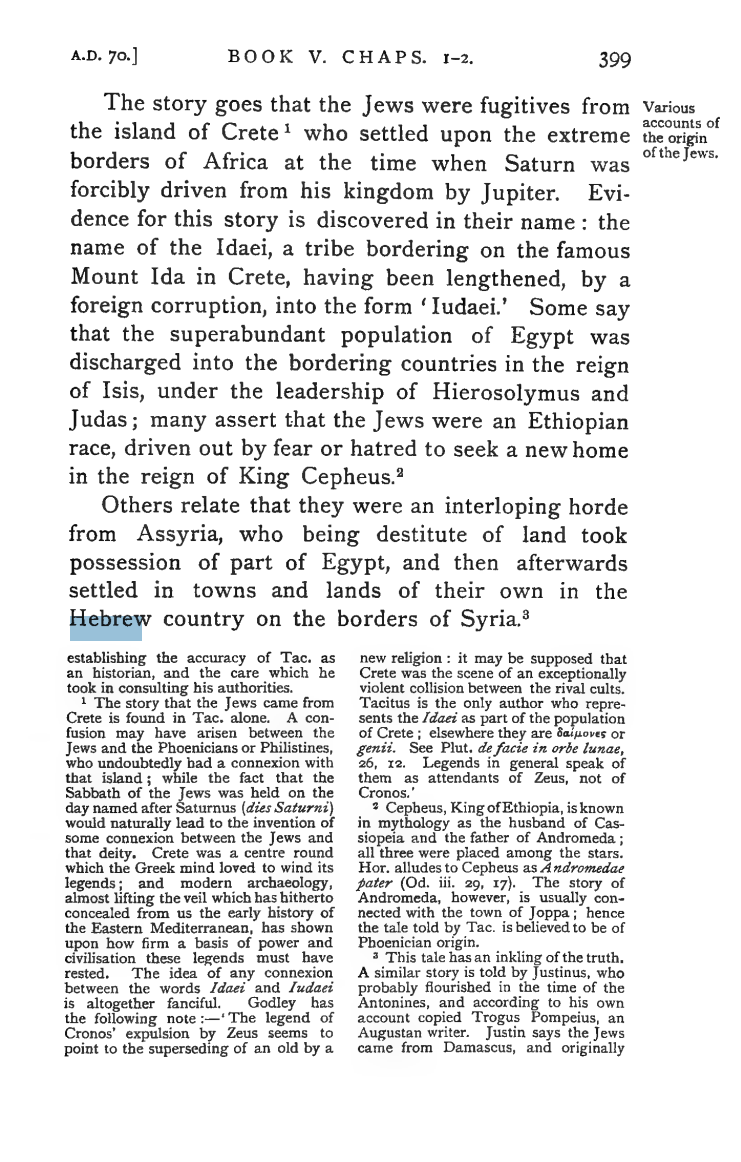 A.D. 70.]
BOOK V. CHAPS. 1–2.
399
The story goes that the Jews were fugitives from
the island of Crete ¹ who settled upon the extreme
borders of Africa at the time when Saturn was
forcibly driven from his kingdom by Jupiter. Evi-
dence for this story is discovered in their name : the
name of the Idaei, a tribe bordering on the famous
Mount Ida in Crete, having been lengthened, by a
foreign corruption, into the form ‘ Iudaei.’ Some say
that the superabundant population of Egypt was
discharged into the bordering countries in the reign
of Isis, under the leadership of Hierosolymus and
Judas ; many assert that the Jews were an Ethiopian
race, driven out by fear or hatred to seek a new home
in the reign of King Cepheus.²
Others relate that they were an interloping horde
from Assyria, who being destitute of land took
possession of part of Egypt, and then afterwards
settled in towns and lands of their own in the
Hebrew country on the borders of Syria.³
Various
accounts of
the origin
of the Jews.
establishing the accuracy of Tac. as
an historian, and the care which he
took in consulting his authorities.
¹ The story that the Jews came from
Crete is found in Tac. alone. A con-
fusion may have arisen between the
Jews and the Phoenicians or Philistines,
who undoubtedly had a connexion with
that island ; while the fact that the
Sabbath of the Jews was held on the
day named after Saturnus (dies Saturni)
would naturally lead to the invention of
some connexion between the Jews and
that deity. Crete was a centre round
which the Greek mind loved to wind its
legends ; and modern archaeology,
almost lifting the veil which has hitherto
concealed from us the early history of
the Eastern Mediterranean, has shown
upon how firm a basis of power and
civilisation these legends must have
rested. The idea of any connexion
between the words Idaei and Iudaei
is altogether fanciful. Godley has
the following note :—‘ The legend of
Cronos’ expulsion by Zeus seems to
point to the superseding of an old by a
new religion : it may be supposed that
Crete was the scene of an exceptionally
violent collision between the rival cults.
Tacitus is the only author who repre-
sents the Idaei as part of the population
of Crete ; elsewhere they are δαίμονες or
genii. See Plut. de facie in orbe lunae,
26, 12. Legends in general speak of
them as attendants of Zeus, not of
Cronos.’
² Cepheus, King of Ethiopia, is known
in mythology as the husband of Cas-
siopeia and the father of Andromeda ;
all three were placed among the stars.
Hor. alludes to Cepheus as Andromedae
pater (Od. iii. 29, 17). The story of
Andromeda, however, is usually con-
nected with the town of Joppa ; hence
the tale told by Tac. is believed to be of
Phoenician origin.
³ This tale has an inkling of the truth.
A similar story is told by Justinus, who
probably flourished in the time of the
Antonines, and according to his own
account copied Trogus Pompeius, an
Augustan writer. Justin says the Jews
came from Damascus, and originally